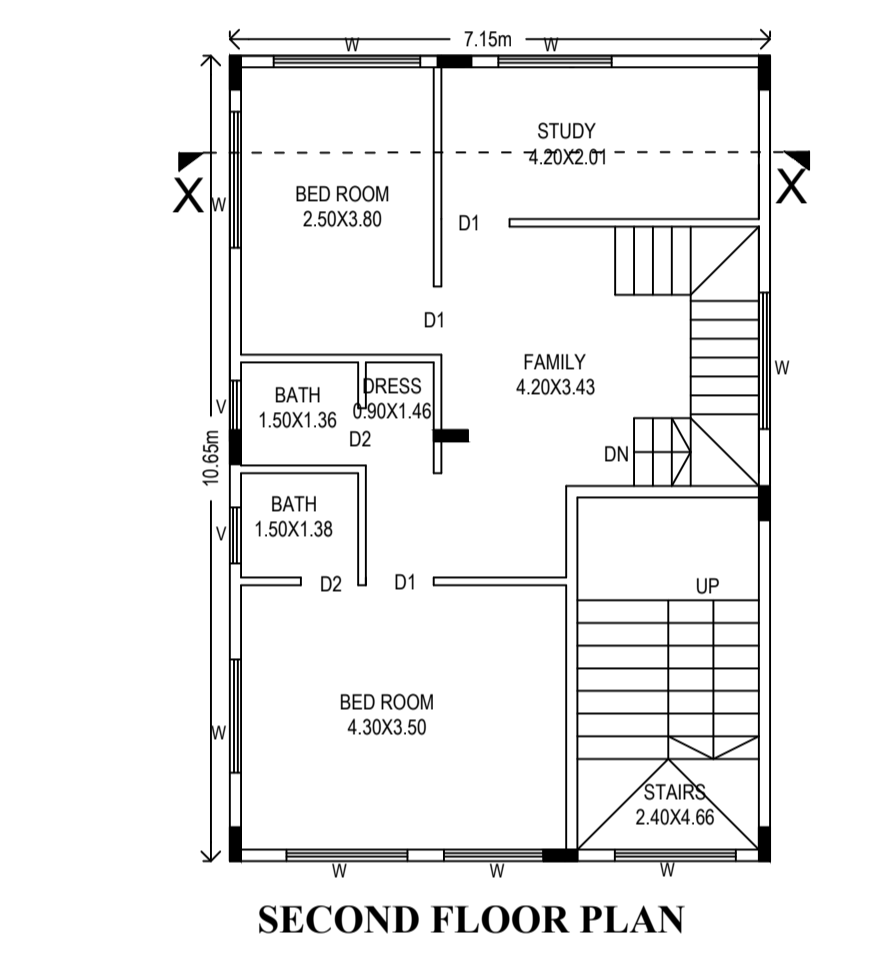 7.15m
W
W
STUDY
4.20X2.01
X
X
BED ROOM
2.50X3.80
W
D1
D1
FAMILY
4.20X3.43
W
DRESS
0.90X1.46
BATH
1.50X1.36
V
D2
10.65m
DN
BATH
1.50X1.38
V
D2
D1
UP
BED ROOM
4.30X3.50
W
STAIRS
2.40X4.66
W
W
W
SECOND FLOOR PLAN